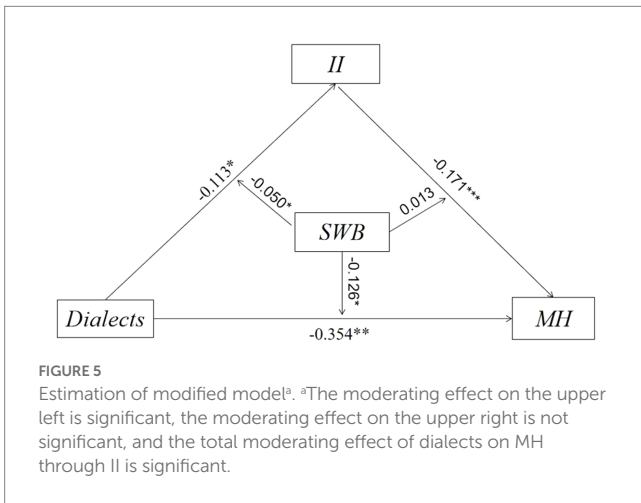 II
-0.113*
-0.171***
-0.050*
0.013
SWB
-0.126*
Dialects
MH
-0.354**
FIGURE 5
Estimation of modified modelᵃ. ᵃThe moderating effect on the upper
left is significant, the moderating effect on the upper right is not
significant, and the total moderating effect of dialects on MH
through II is significant.